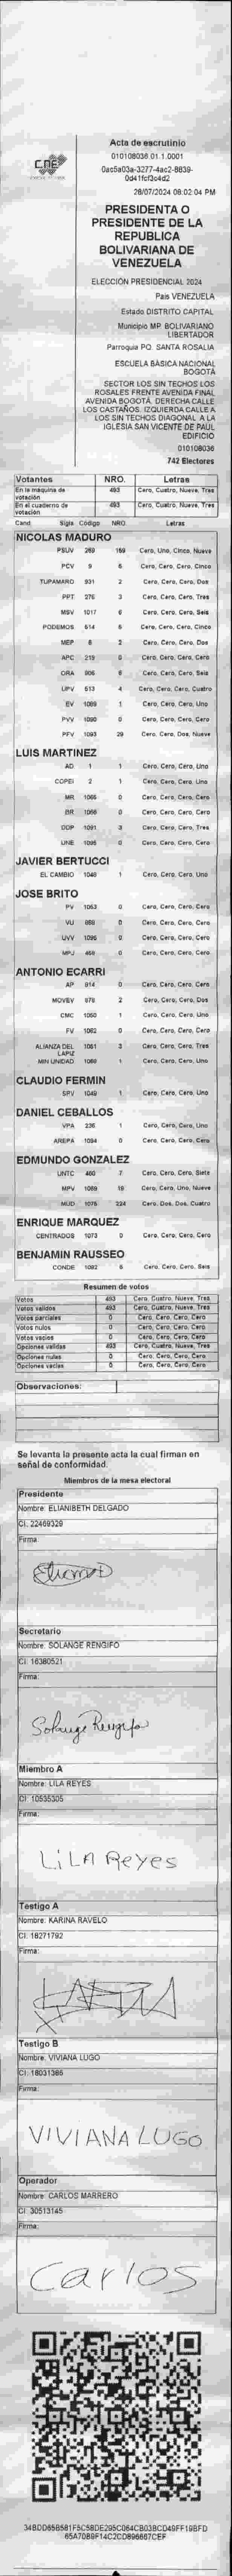 CNE
Acta de escrutinio
010108036.01.1.0001
0ac5a03a-3277-4ac2-8839-
0d41fcf3c4d2
28/07/2024 08:02:04 PM
PRESIDENTA O
PRESIDENTE DE LA
REPUBLICA
BOLIVARIANA DE
VENEZUELA
ELECCIÓN PRESIDENCIAL 2024
País VENEZUELA
Estado DISTRITO CAPITAL
Municipio MP. BOLIVARIANO
LIBERTADOR
Parroquia PQ. SANTA ROSALIA
ESCUELA BÁSICA NACIONAL
BOGOTÁ
SECTOR LOS SIN TECHOS LOS
ROSALES FRENTE AVENIDA FINAL
AVENIDA BOGOTÁ. DERECHA CALLE
LOS CASTAÑOS. IZQUIERDA CALLE A
LOS SIN TECHOS DIAGONAL A LA
IGLESIA SAN VICENTE DE PAUL
EDIFICIO
010108036
742 Electores
Votantes NRO. Letras
En la máquina de votación 493 Cero, Cuatro, Nueve, Tres
En el cuaderno de votación 493 Cero, Cuatro, Nueve, Tres
Cand Sigla Código NRO. Letras
NICOLAS MADURO
PSUV 269 159 Cero, Uno, Cinco, Nueve
PCV 9 5 Cero, Cero, Cero, Cinco
TUPAMARO 931 2 Cero, Cero, Cero, Dos
PPT 276 3 Cero, Cero, Cero, Tres
MSV 1017 6 Cero, Cero, Cero, Seis
PODEMOS 514 5 Cero, Cero, Cero, Cinco
MEP 6 2 Cero, Cero, Cero, Dos
APC 219 0 Cero, Cero, Cero, Cero
ORA 906 6 Cero, Cero, Cero, Seis
UPV 613 4 Cero, Cero, Cero, Cuatro
EV 1089 1 Cero, Cero, Cero, Uno
PVV 1090 0 Cero, Cero, Cero, Cero
PFV 1093 29 Cero, Cero, Dos, Nueve
LUIS MARTINEZ
AD 1 1 Cero, Cero, Cero, Uno
COPEI 2 1 Cero, Cero, Cero, Uno
MR 1065 0 Cero, Cero, Cero, Cero
BR 1056 0 Cero, Cero, Cero, Cero
DDP 1091 3 Cero, Cero, Cero, Tres
UNE 1095 0 Cero, Cero, Cero, Cero
JAVIER BERTUCCI
EL CAMBIO 1048 1 Cero, Cero, Cero, Uno
JOSE BRITO
PV 1053 0 Cero, Cero, Cero, Cero
VU 868 0 Cero, Cero, Cero, Cero
UVV 1096 0 Cero, Cero, Cero, Cero
MPJ 469 0 Cero, Cero, Cero, Cero
ANTONIO ECARRI
AP 914 0 Cero, Cero, Cero, Cero
MOVEV 978 2 Cero, Cero, Cero, Dos
CMC 1050 1 Cero, Cero, Cero, Uno
FV 1062 0 Cero, Cero, Cero, Cero
ALIANZA DEL LAPIZ 1081 3 Cero, Cero, Cero, Tres
MIN UNIDAD 1088 1 Cero, Cero, Cero, Uno
CLAUDIO FERMIN
SPV 1049 1 Cero, Cero, Cero, Uno
DANIEL CEBALLOS
VPA 236 1 Cero, Cero, Cero, Uno
AREPA 1094 0 Cero, Cero, Cero, Cero
EDMUNDO GONZALEZ
UNTC 400 7 Cero, Cero, Cero, Siete
MPV 1069 19 Cero, Cero, Uno, Nueve
MUD 1075 224 Cero, Dos, Dos, Cuatro
ENRIQUE MARQUEZ
CENTRADOS 1073 0 Cero, Cero, Cero, Cero
BENJAMIN RAUSSEO
CONDE 1092 6 Cero, Cero, Cero, Seis
Resumen de votos
Votos 493 Cero, Cuatro, Nueve, Tres
Votos validos 493 Cero, Cuatro, Nueve, Tres
Votos parciales 0 Cero, Cero, Cero, Cero
Votos nulos 0 Cero, Cero, Cero, Cero
Votos vacios 0 Cero, Cero, Cero, Cero
Opciones validas 493 Cero, Cuatro, Nueve, Tres
Opciones nulas 0 Cero, Cero, Cero, Cero
Opciones vacias 0 Cero, Cero, Cero, Cero
Observaciones:
Se levanta la presente acta la cual firman en
señal de conformidad.
Miembros de la mesa electoral
Presidente
Nombre: ELIANIBETH DELGADO
CI: 22469329
Firma:
Secretario
Nombre: SOLANGE RENGIFO
CI: 16380521
Firma:
Solange Rengifo
Miembro A
Nombre: LILA REYES
CI: 10535305
Firma:
LiLA Reyes
Testigo A
Nombre: KARINA RAVELO
CI: 18271792
Firma:
Testigo B
Nombre: VIVIANA LUGO
CI: 18031386
Firma:
VIVIANA LUGO
Operador
Nombre: CARLOS MARRERO
CI: 30513145
Firma:
Carlos